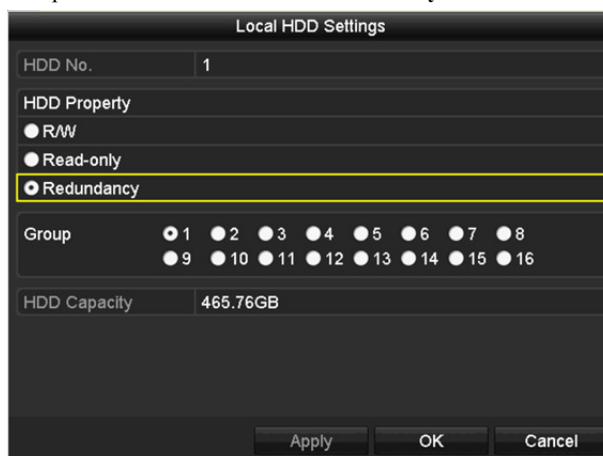 Local HDD Settings
HDD No. 1
HDD Property
R/W
Read-only
Redundancy
Group 1 2 3 4 5 6 7 8
9 10 11 12 13 14 15 16
HDD Capacity 465.76GB
Apply OK Cancel